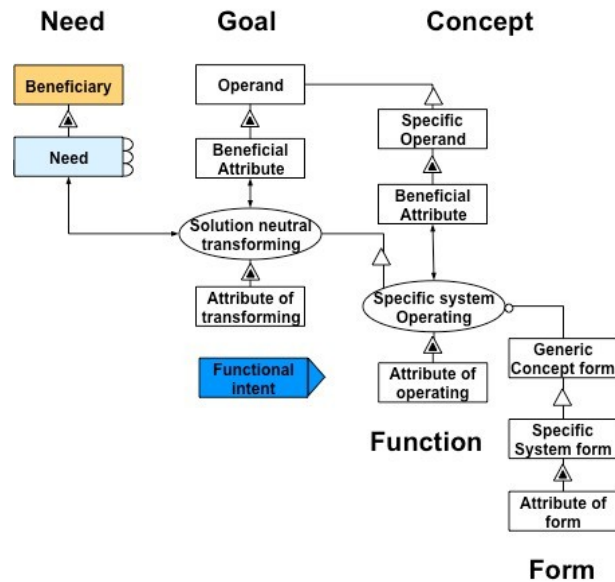 Need
Goal
Concept
Beneficiary
Need
Operand
Beneficial
Attribute
Solution neutral
transforming
Attribute of
transforming
Functional
intent
Specific
Operand
Beneficial
Attribute
Specific system
Operating
Attribute of
operating
Function
Generic
Concept form
Specific
System form
Attribute of
form
Form